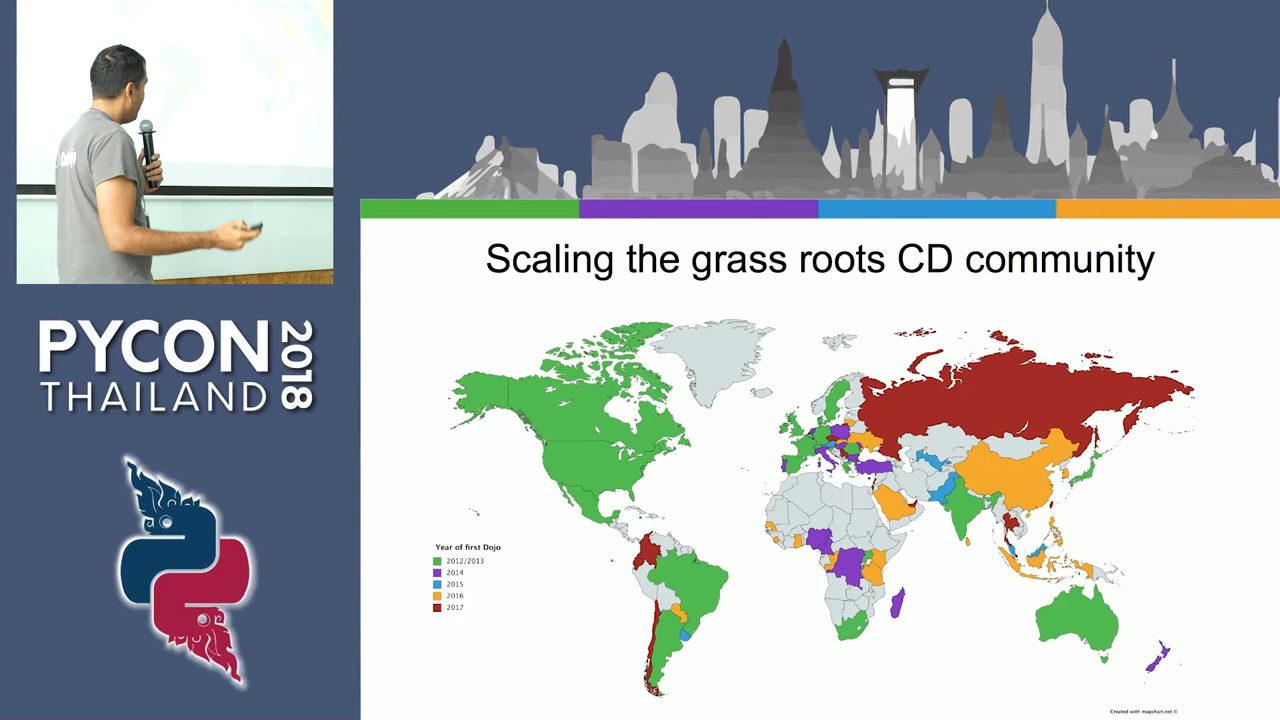 PYCON
THAILAND
2018
Scaling the grass roots CD community
Year of first Dojo
2012/2013
2014
2015
2016
2017
Created with mapchart.net ©